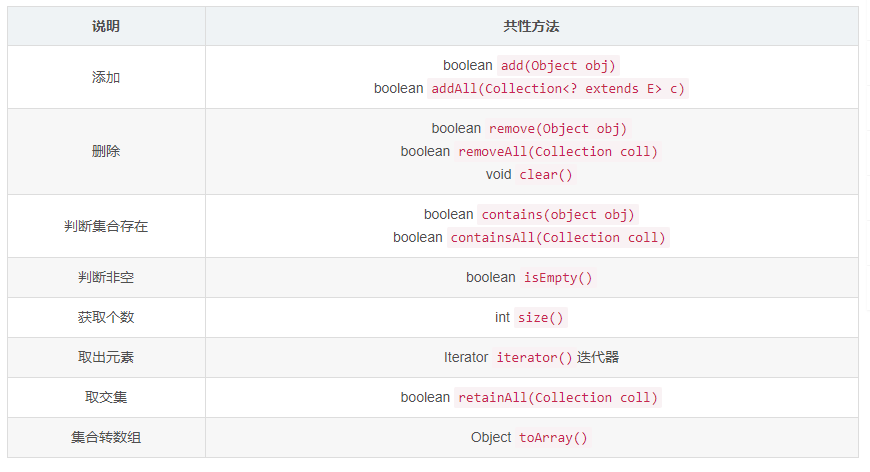 说明 共性方法
添加
boolean add(Object obj)
boolean addAll(Collection<? extends E> c)
删除
boolean remove(Object obj)
boolean removeAll(Collection coll)
void clear()
判断集合存在
boolean contains(object obj)
boolean containsAll(Collection coll)
判断非空 boolean isEmpty()
获取个数 int size()
取出元素 Iterator iterator() 迭代器
取交集 boolean retainAll(Collection coll)
集合转数组 Object toArray()